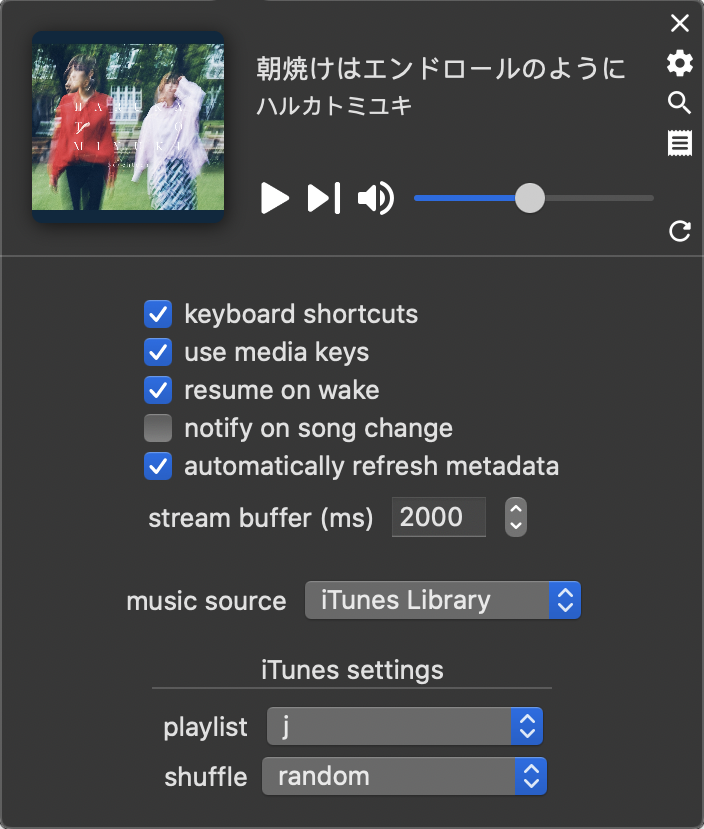 朝焼けはエンドロールのように
ハルカトミユキ
keyboard shortcuts
use media keys
resume on wake
notify on song change
automatically refresh metadata
stream buffer (ms) 2000
music source iTunes Library
iTunes settings
playlist j
shuffle random